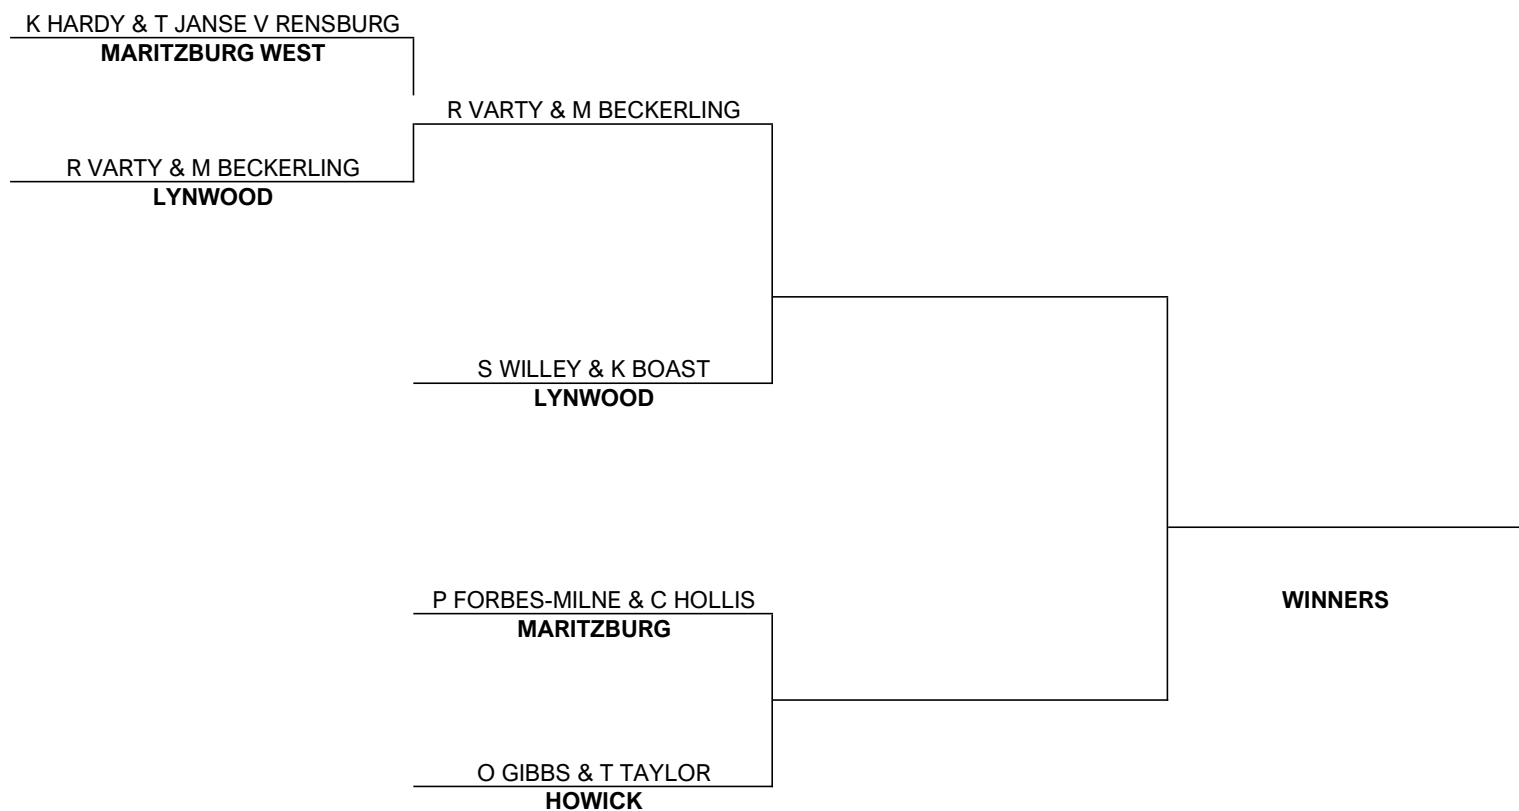 K HARDY & T JANSE V RENSBURG
MARITZBURG WEST
R VARTY & M BECKERLING
R VARTY & M BECKERLING
LYNWOOD
S WILLEY & K BOAST
LYNWOOD
P FORBES-MILNE & C HOLLIS
WINNERS
MARITZBURG
O GIBBS & T TAYLOR
HOWICK